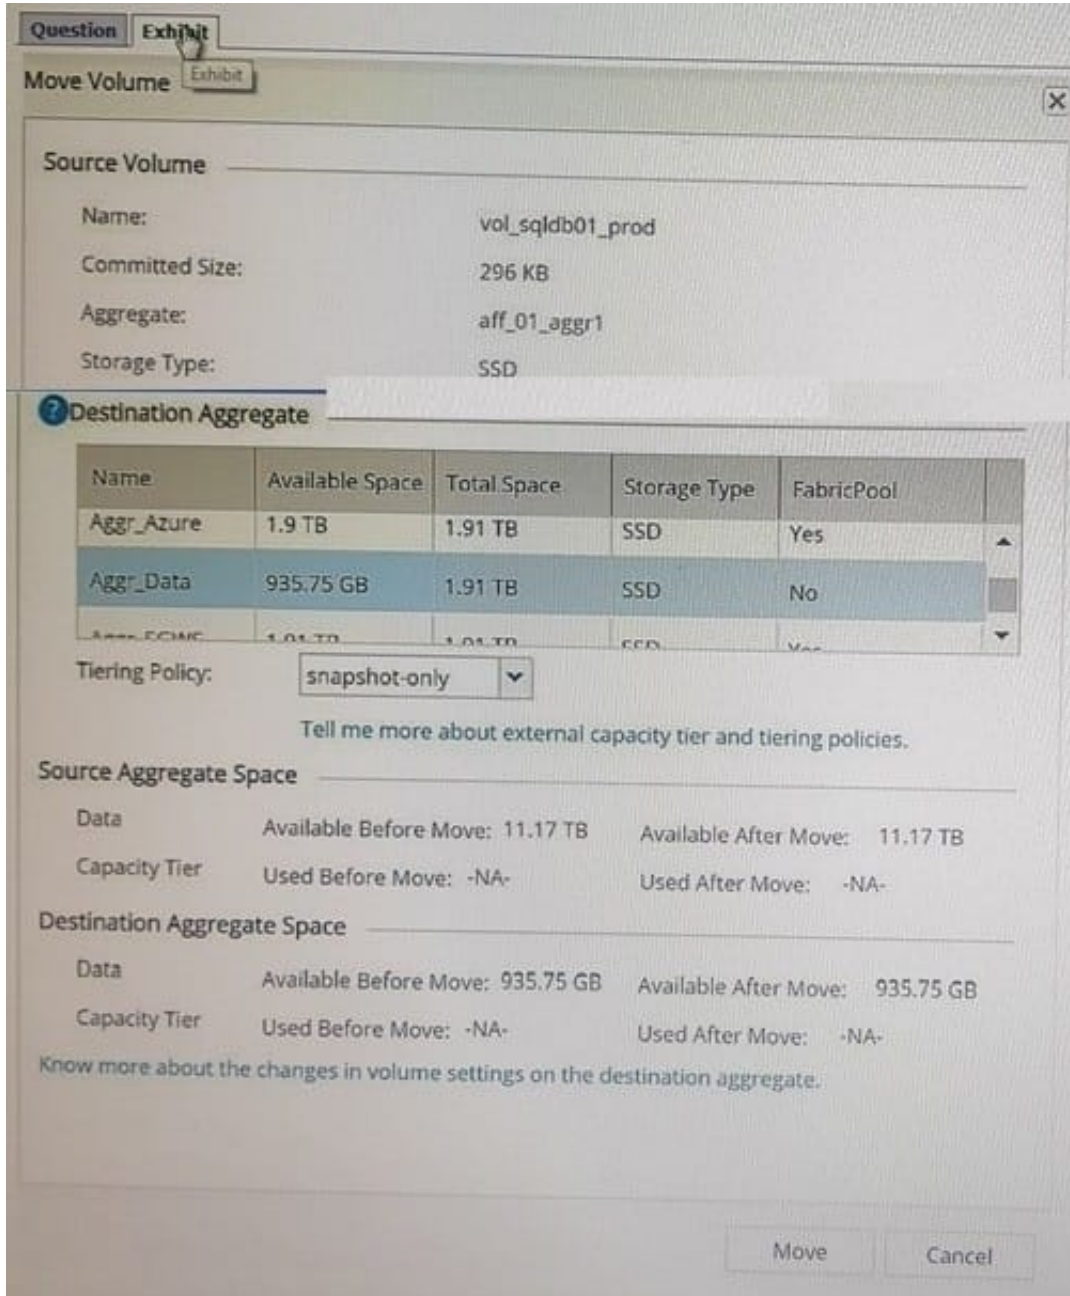 Question Exhibit
Exhibit
Move Volume
Source Volume
Name: vol_sqldb01_prod
Committed Size: 296 KB
Aggregate: aff_01_aggr1
Storage Type: SSD
? Destination Aggregate
Name Available Space Total Space Storage Type FabricPool
Aggr_Azure 1.9 TB 1.91 TB SSD Yes
Aggr_Data 935.75 GB 1.91 TB SSD No
Tiering Policy: snapshot-only
Tell me more about external capacity tier and tiering policies.
Source Aggregate Space
Data Available Before Move: 11.17 TB Available After Move: 11.17 TB
Capacity Tier Used Before Move: -NA- Used After Move: -NA-
Destination Aggregate Space
Data Available Before Move: 935.75 GB Available After Move: 935.75 GB
Capacity Tier Used Before Move: -NA- Used After Move: -NA-
Know more about the changes in volume settings on the destination aggregate.
Move Cancel